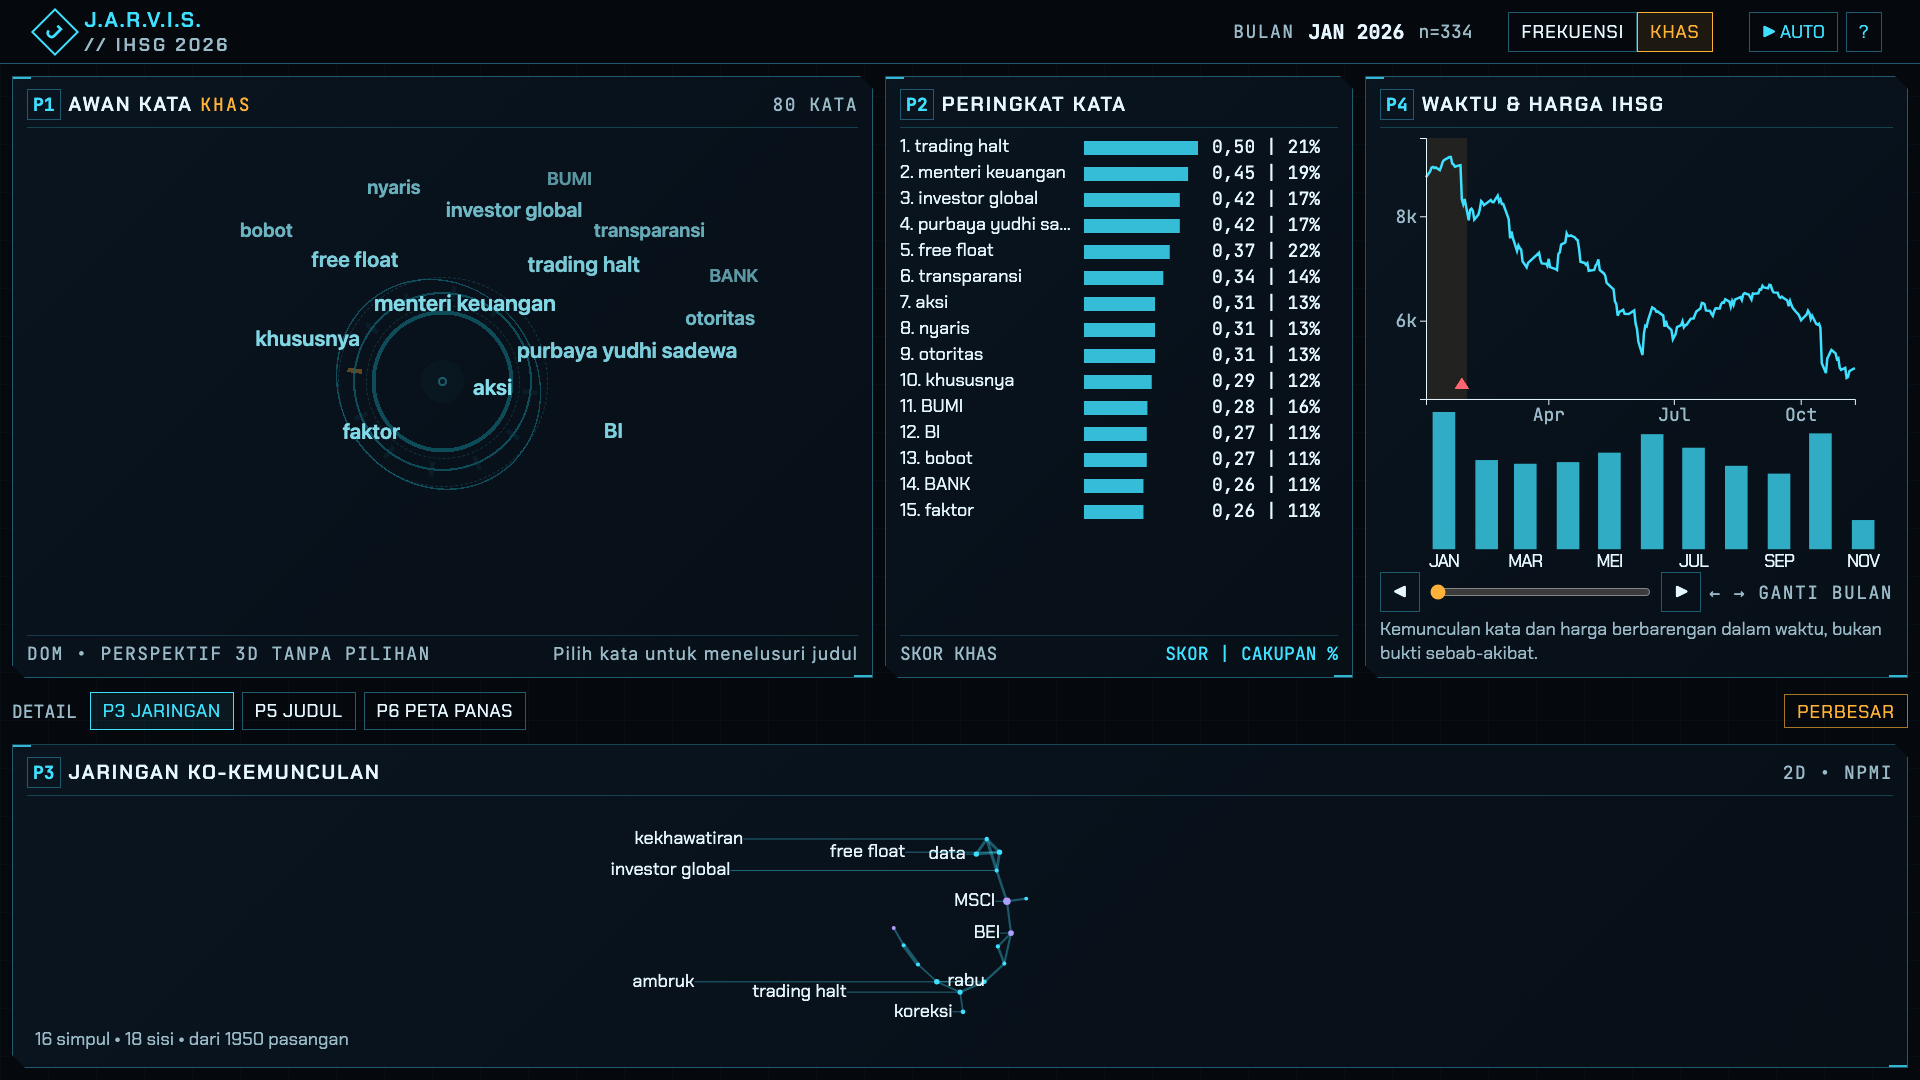 J.A.R.V.I.S.
// IHSG 2026
BULAN JAN 2026 n=334
FREKUENSI KHAS
▶ AUTO ?
P1 AWAN KATA KHAS 80 KATA
nyaris
BUMI
investor global
bobot
transparansi
free float
trading halt
BANK
menteri keuangan
otoritas
khususnya
purbaya yudhi sadewa
aksi
faktor
BI
DOM • PERSPEKTIF 3D TANPA PILIHAN Pilih kata untuk menelusuri judul
P2 PERINGKAT KATA
1. trading halt 0,50 | 21%
2. menteri keuangan 0,45 | 19%
3. investor global 0,42 | 17%
4. purbaya yudhi sa... 0,42 | 17%
5. free float 0,37 | 22%
6. transparansi 0,34 | 14%
7. aksi 0,31 | 13%
8. nyaris 0,31 | 13%
9. otoritas 0,31 | 13%
10. khususnya 0,29 | 12%
11. BUMI 0,28 | 16%
12. BI 0,27 | 11%
13. bobot 0,27 | 11%
14. BANK 0,26 | 11%
15. faktor 0,26 | 11%
SKOR KHAS SKOR | CAKUPAN %
P4 WAKTU & HARGA IHSG
8k
6k
Apr Jul Oct
JAN MAR MEI JUL SEP NOV
◀ ▶ ← → GANTI BULAN
Kemunculan kata dan harga berbarengan dalam waktu, bukan
bukti sebab-akibat.
DETAIL P3 JARINGAN P5 JUDUL P6 PETA PANAS PERBESAR
P3 JARINGAN KO-KEMUNCULAN 2D • NPMI
kekhawatiran
free float data
investor global
MSCI
BEI
ambruk rabu
trading halt
koreksi
16 simpul • 18 sisi • dari 1950 pasangan